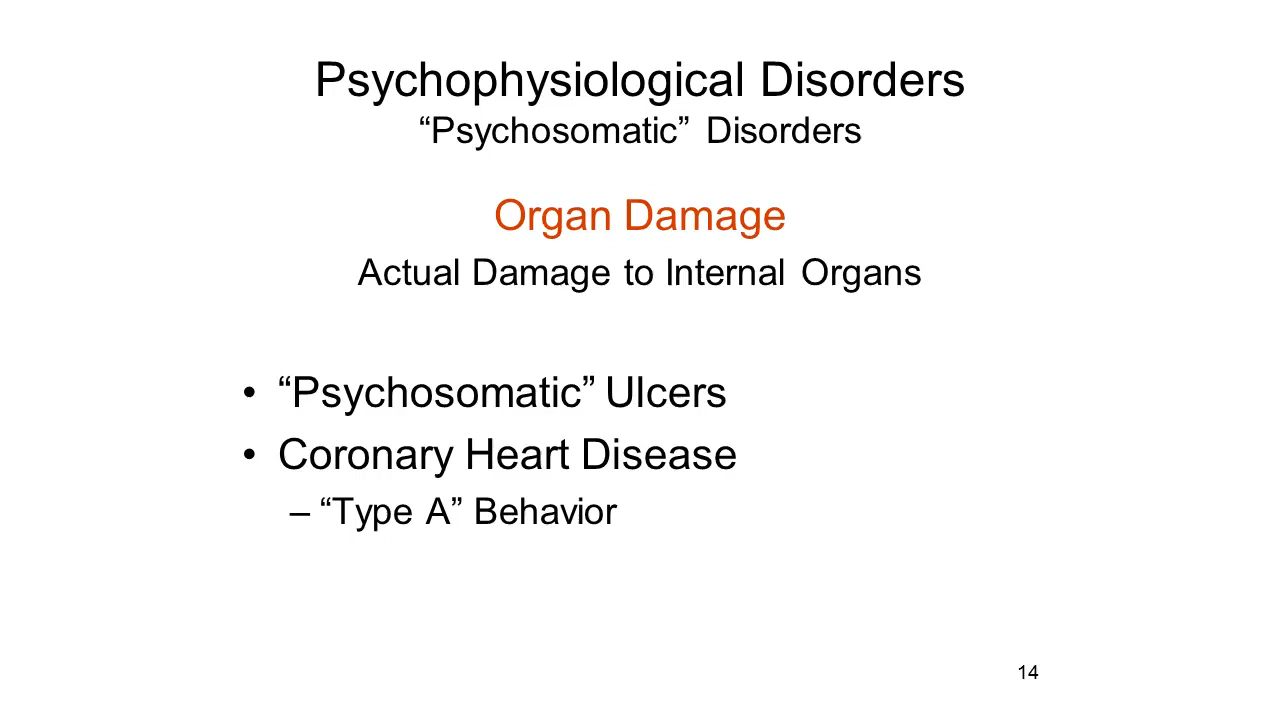 Psychophysiological Disorders
“Psychosomatic” Disorders
Organ Damage
Actual Damage to Internal Organs
• “Psychosomatic” Ulcers
• Coronary Heart Disease
– “Type A” Behavior
14